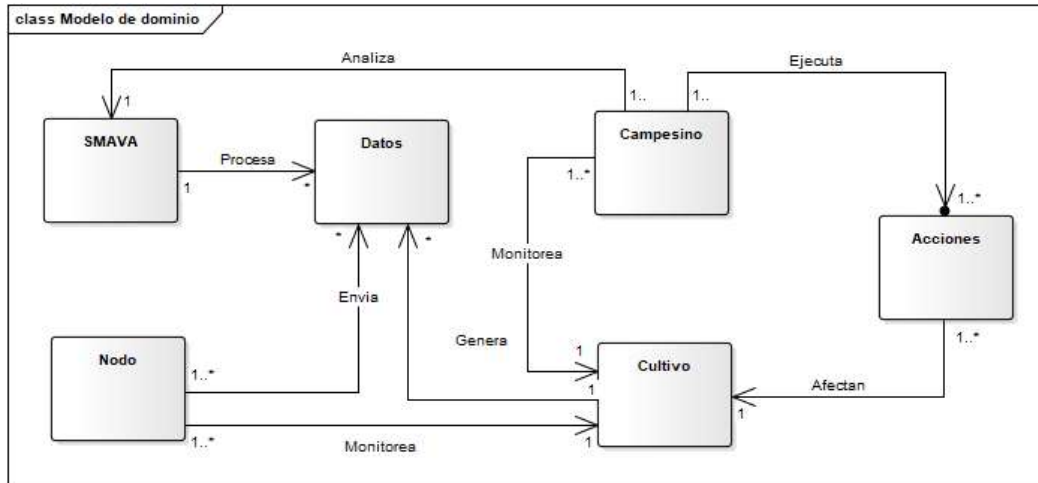 class Modelo de dominio
Analiza
Ejecuta
1
1..
1..
SMAVA
Datos
Campesino
Procesa
1
*
1..*
1..*
Acciones
*
*
Monitorea
Envia
Genera
1..*
Nodo
1
Cultivo
1..*
1
Afectan
1
1..*
Monitorea
1